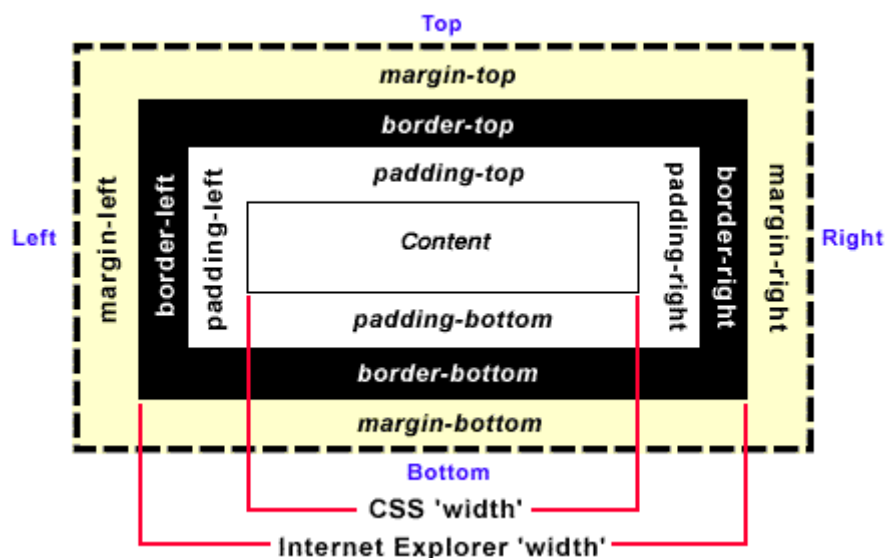 Top
margin-top
border-top
padding-top
Left
margin-left
border-left
padding-left
Content
padding-right
border-right
margin-right
Right
padding-bottom
border-bottom
margin-bottom
Bottom
CSS 'width'
Internet Explorer 'width'